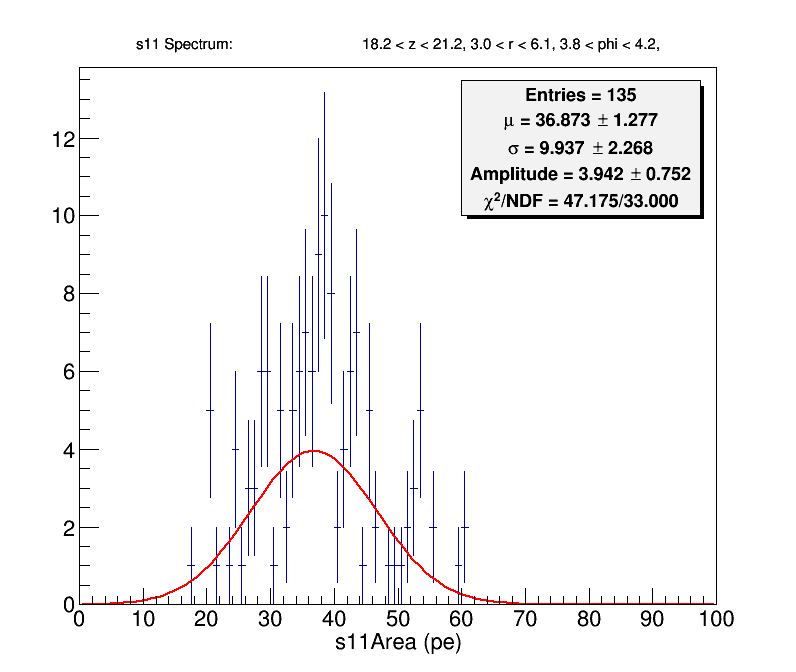 s11 Spectrum: 18.2 < z < 21.2, 3.0 < r < 6.1, 3.8 < phi < 4.2,
Entries = 135
μ = 36.873 ± 1.277
σ = 9.937 ± 2.268
Amplitude = 3.942 ± 0.752
χ²/NDF = 47.175/33.000
12
10
8
6
4
2
0
0 10 20 30 40 50 60 70 80 90 100
s11Area (pe)